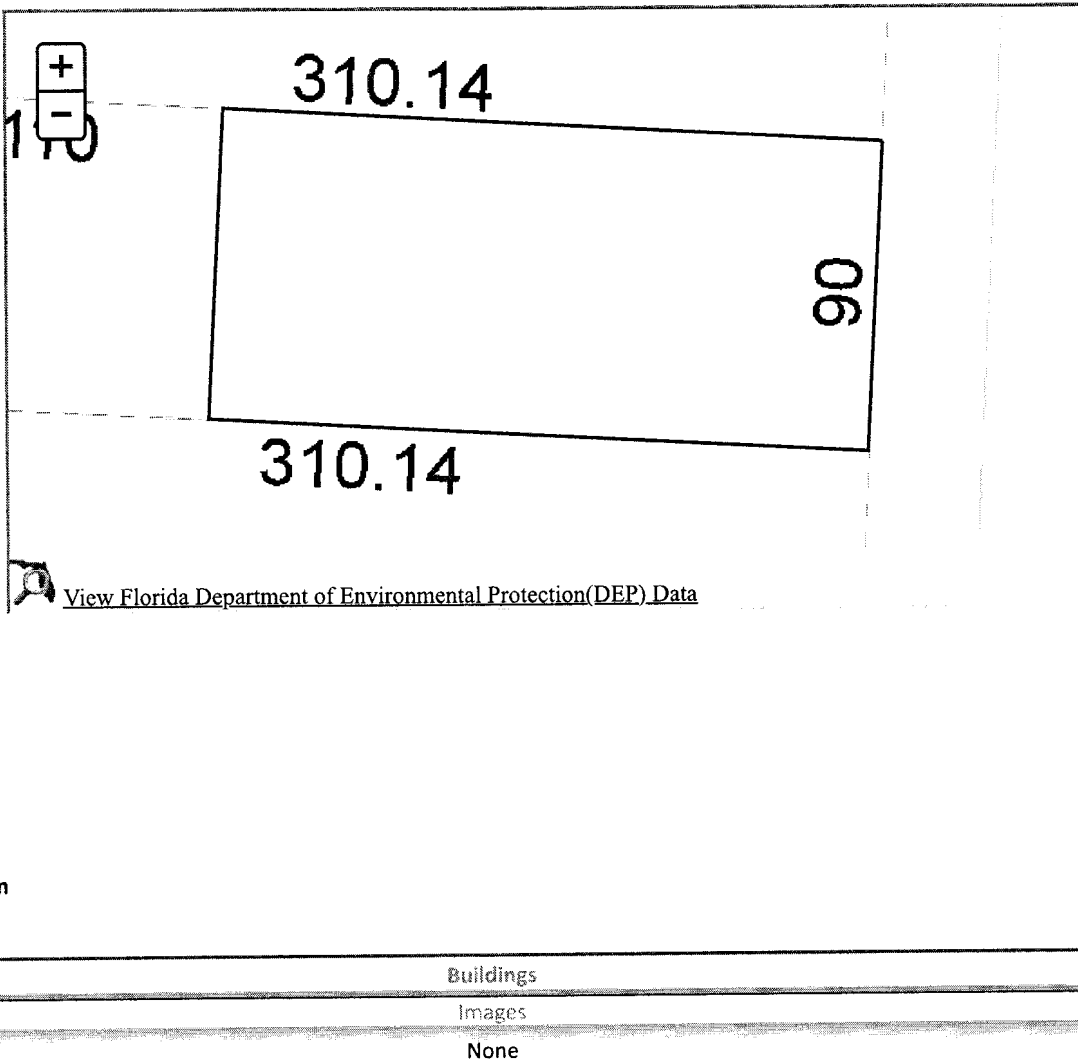 +
310.14
−
90
310.14
View Florida Department of Environmental Protection(DEP) Data
Buildings
Images
None